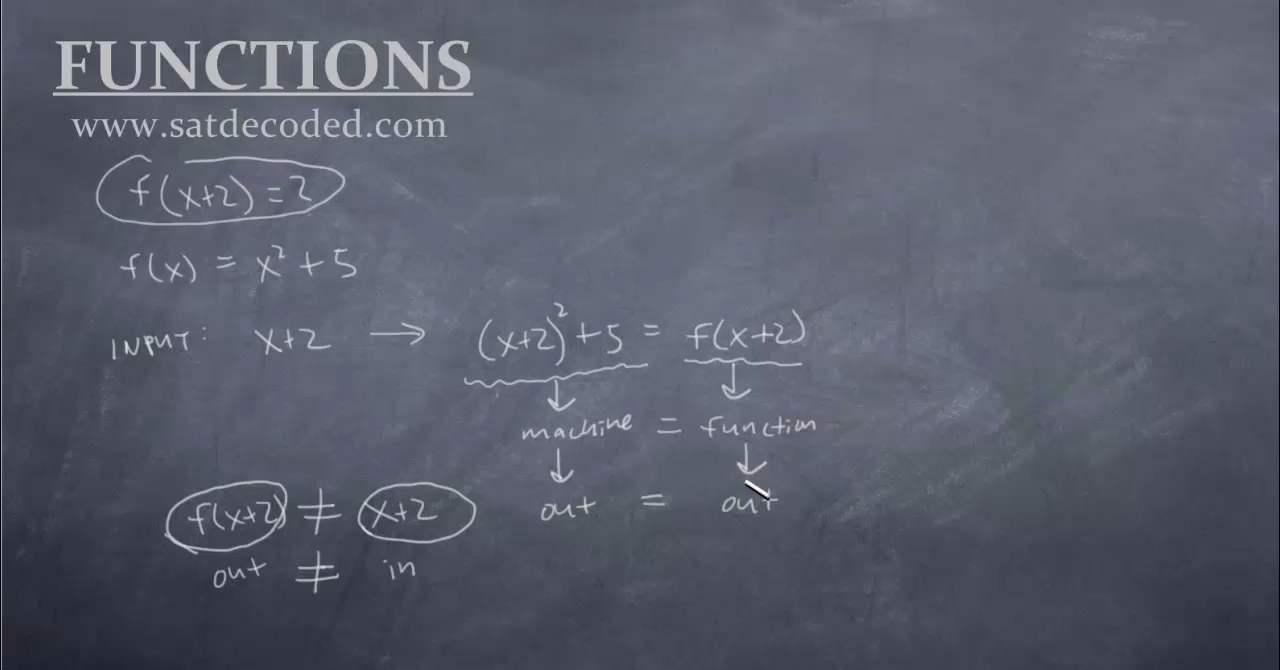 FUNCTIONS
www.satdecoded.com
f(x+2)=2
f(x) = x² + 5
INPUT: x+2 → (x+2)² + 5 = f(x+2)
↓ ↓
machine = function
↓ ↓
out = out
f(x+2) ≠ x+2
out ≠ in